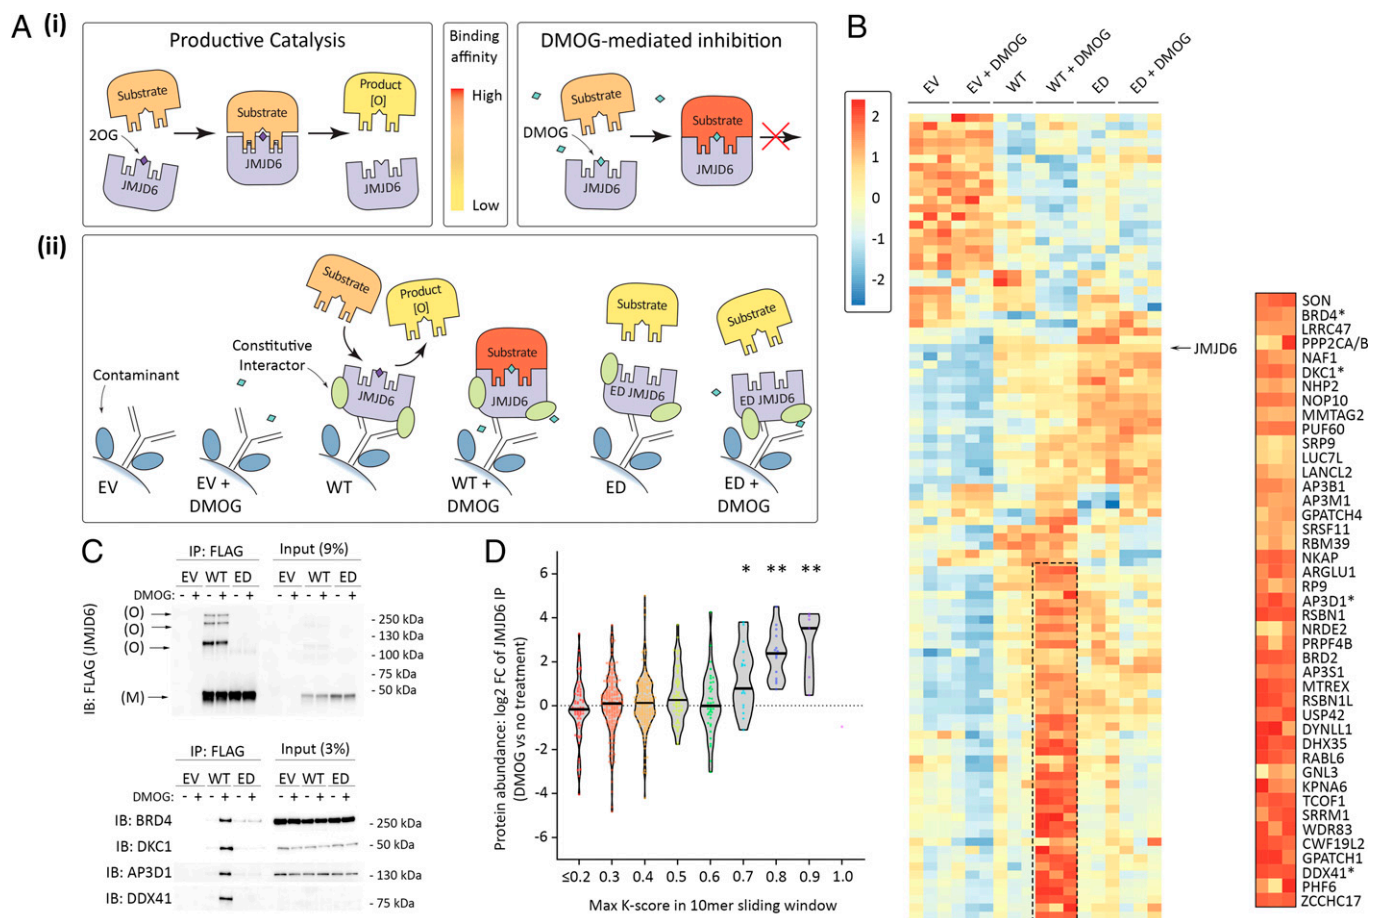 A
(i)
Productive Catalysis
Substrate
2OG
JMJD6
Substrate
JMJD6
Product
[O]
JMJD6
Binding
affinity
High
Low
DMOG-mediated inhibition
Substrate
DMOG
JMJD6
Substrate
JMJD6
(ii)
Contaminant
EV
EV +
DMOG
Constitutive
Interactor
Substrate
Product
[O]
JMJD6
WT
Substrate
JMJD6
WT +
DMOG
Substrate
ED JMJD6
ED
Substrate
ED JMJD6
ED +
DMOG
B
EV
EV + DMOG
WT
WT + DMOG
ED
ED + DMOG
2
1
0
-1
-2
JMJD6
SON
BRD4*
LRRC47
PPP2CA/B
NAF1
DKC1*
NHP2
NOP10
MMTAG2
PUF60
SRP9
LUC7L
LANCL2
AP3B1
AP3M1
GPATCH4
SRSF11
RBM39
NKAP
ARGLU1
RP9
AP3D1*
RSBN1
NRDE2
PRPF4B
BRD2
AP3S1
MTREX
RSBN1L
USP42
DYNLL1
DHX35
RABL6
GNL3
KPNA6
TCOF1
SRRM1
WDR83
CWF19L2
GPATCH1
DDX41*
PHF6
ZCCHC17
C
IP: FLAG Input (9%)
EV WT ED EV WT ED
DMOG: - + - + - + - + - + - +
IB: FLAG (JMJD6)
(O)
(O)
(O)
(M)
- 250 kDa
- 130 kDa
- 100 kDa
- 75 kDa
- 50 kDa
IP: FLAG Input (3%)
EV WT ED EV WT ED
DMOG: - + - + - + - + - + - +
IB: BRD4 - 250 kDa
IB: DKC1 - 50 kDa
IB: AP3D1 - 130 kDa
IB: DDX41 - 75 kDa
D
Protein abundance: log2 FC of JMJD6 IP
(DMOG vs no treatment)
6
4
2
0
-2
-4
-6
* ** **
≤0.2 0.3 0.4 0.5 0.6 0.7 0.8 0.9 1.0
Max K-score in 10mer sliding window